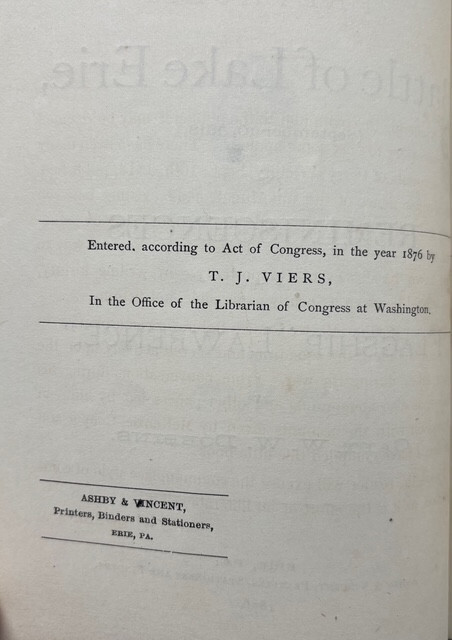 Entered. according to Act of Congress, in the year 1876 by
T. J. VIERS,
In the Office of the Librarian of Congress at Washington.
ASHBY & VINCENT,
Printers, Binders and Stationers,
ERIE, PA.